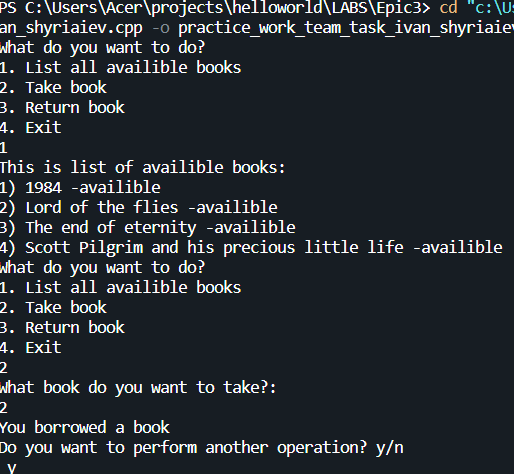 PS C:\Users\Acer\projects\helloworld\LABS\Epic3> cd "c:\Us
an_shyriaiev.cpp -o practice_work_team_task_ivan_shyriaiev
What do you want to do?
1. List all availible books
2. Take book
3. Return book
4. Exit
1
This is list of availible books:
1) 1984 -availible
2) Lord of the flies -availible
3) The end of eternity -availible
4) Scott Pilgrim and his precious little life -availible
What do you want to do?
1. List all availible books
2. Take book
3. Return book
4. Exit
2
What book do you want to take?:
2
You borrowed a book
Do you want to perform another operation? y/n
y